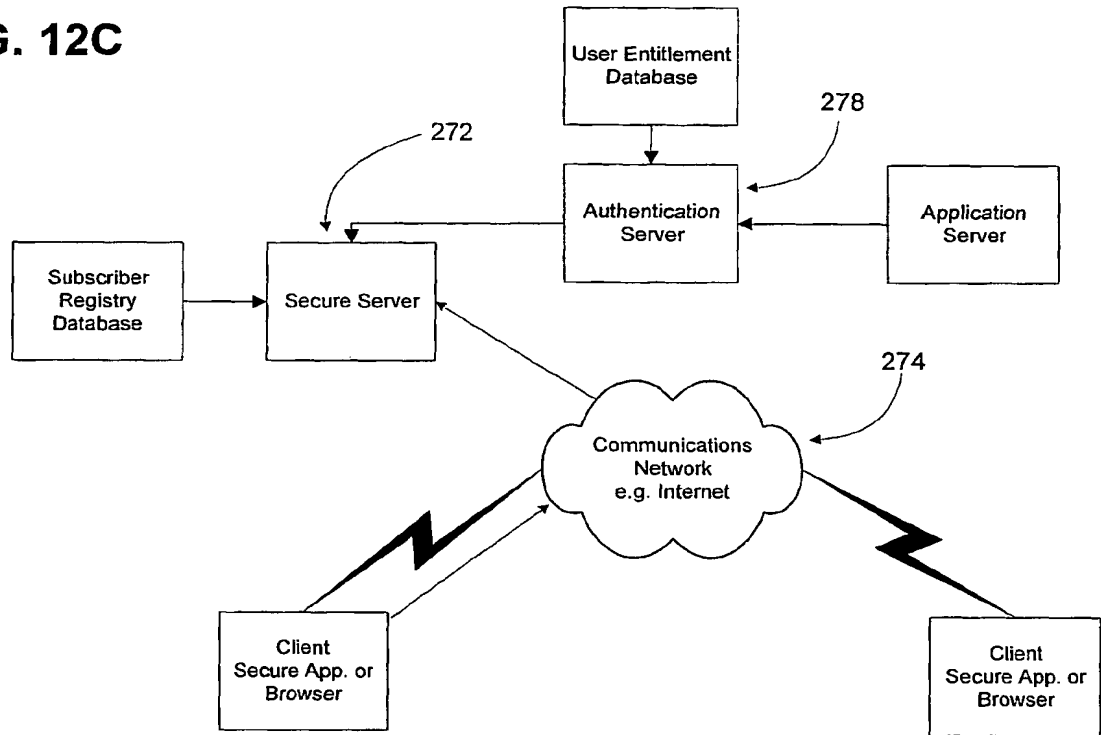 G. 12C
User Entitlement
Database
278
272
Authentication
Server
Application
Server
Subscriber
Registry
Database
Secure Server
274
Communications
Network
e.g. Internet
Client
Secure App. or
Browser
Client
Secure App. or
Browser